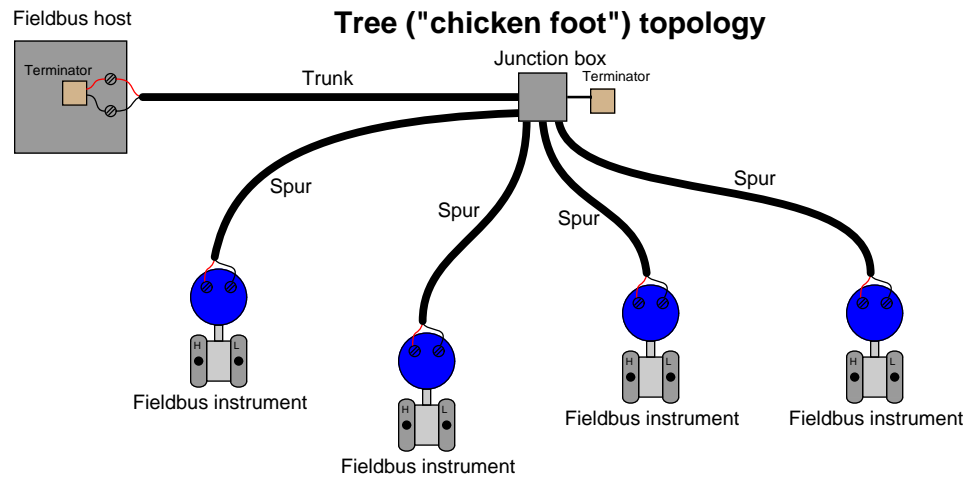 Fieldbus host
Tree ("chicken foot") topology
Junction box
Terminator
Terminator
Trunk
Spur
Spur
Spur
Spur
H L
Fieldbus instrument
H L
Fieldbus instrument
H L
Fieldbus instrument
H L
Fieldbus instrument